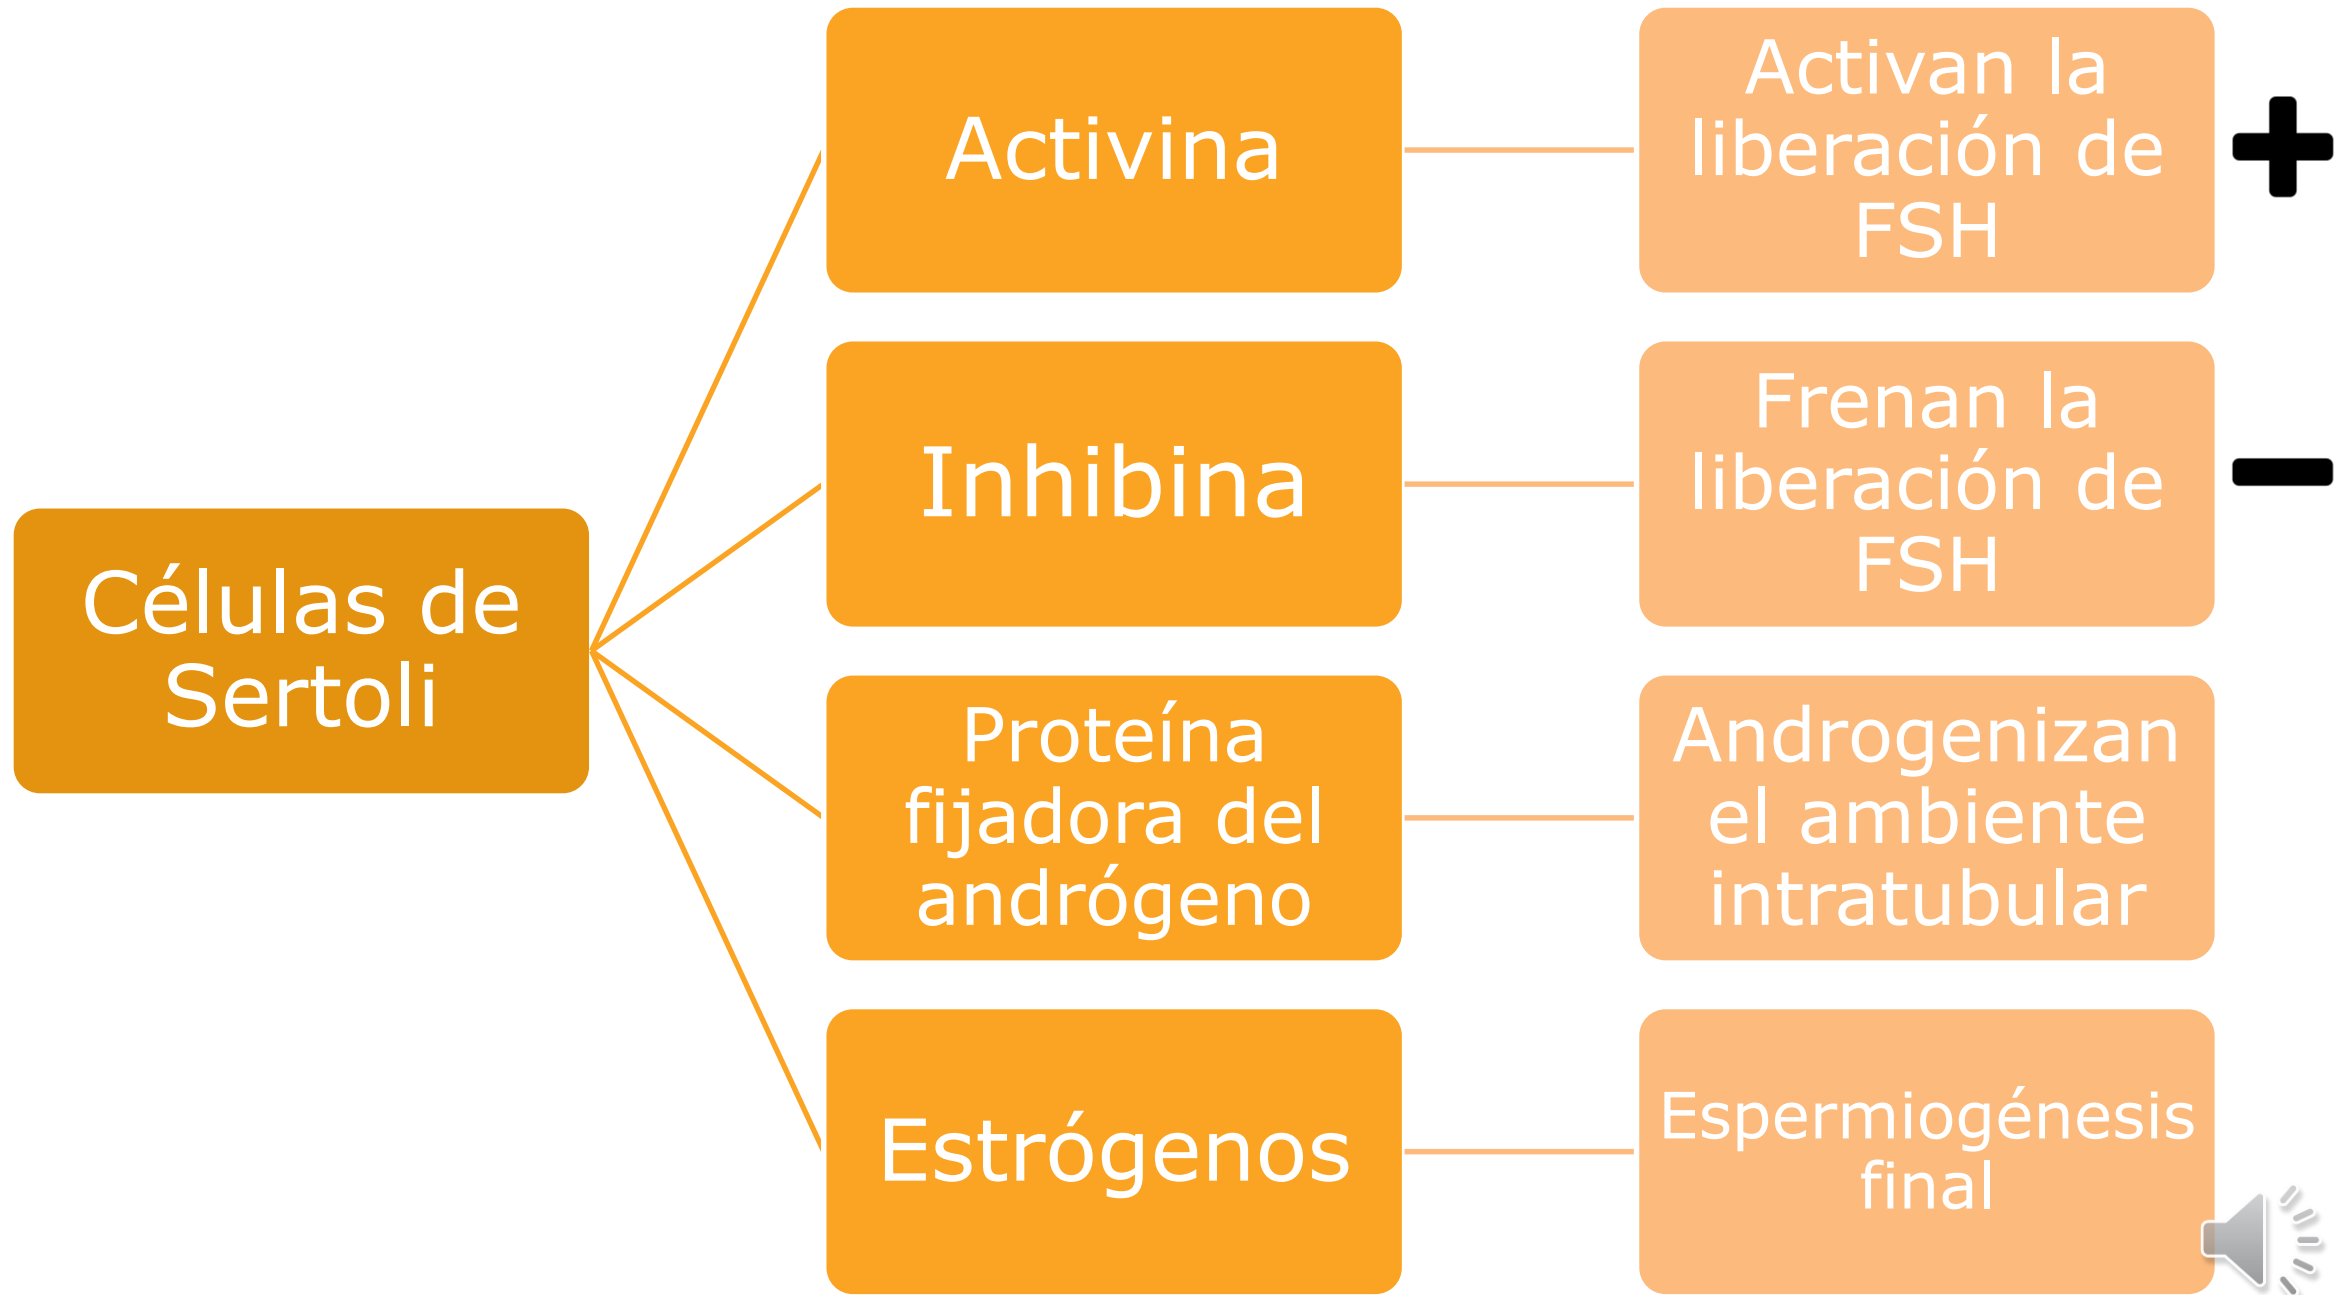 Células de
Sertoli
Activina
Activan la
liberación de
FSH
Inhibina
Frenan la
liberación de
FSH
Proteína
fijadora del
andrógeno
Androgenizan
el ambiente
intratubular
Estrógenos
Espermiogénesis
final